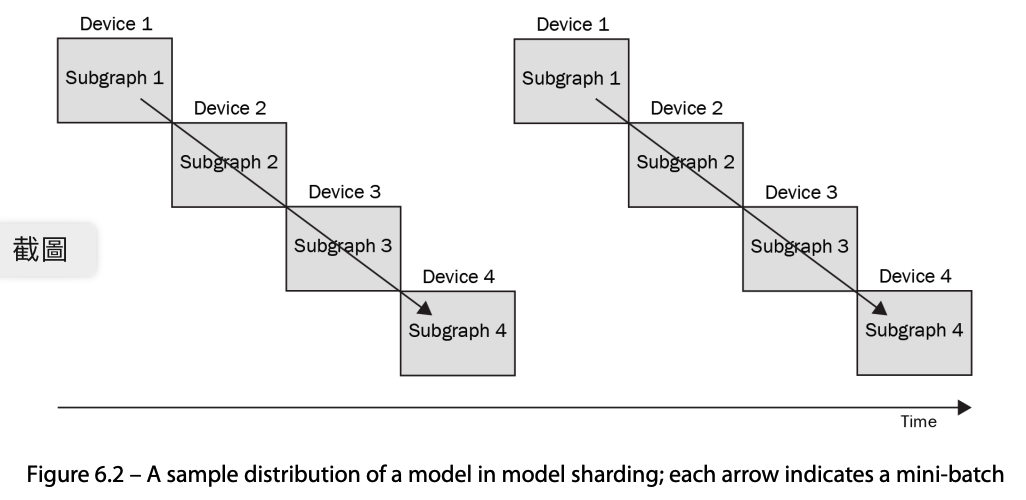 Device 1
Subgraph 1
Device 2
Subgraph 2
Device 3
Subgraph 3
Device 4
Subgraph 4
Device 1
Subgraph 1
Device 2
Subgraph 2
Device 3
Subgraph 3
Device 4
Subgraph 4
截圖
Time
Figure 6.2 – A sample distribution of a model in model sharding; each arrow indicates a mini-batch